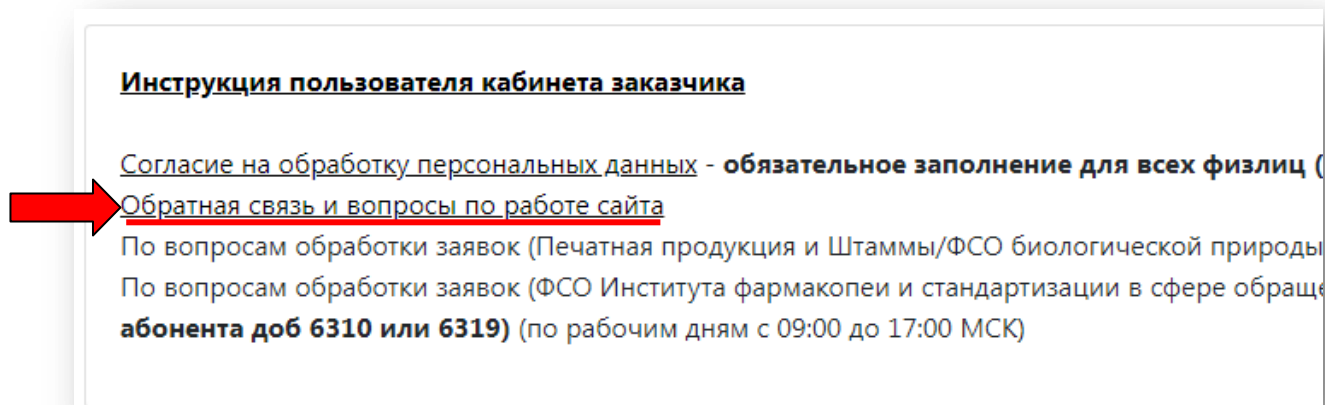 Инструкция пользователя кабинета заказчика
Согласие на обработку персональных данных - обязательное заполнение для всех физлиц (
Обратная связь и вопросы по работе сайта
По вопросам обработки заявок (Печатная продукция и Штаммы/ФСО биологической природы
По вопросам обработки заявок (ФСО Института фармакопеи и стандартизации в сфере обраще
абонента доб 6310 или 6319) (по рабочим дням с 09:00 до 17:00 МСК)